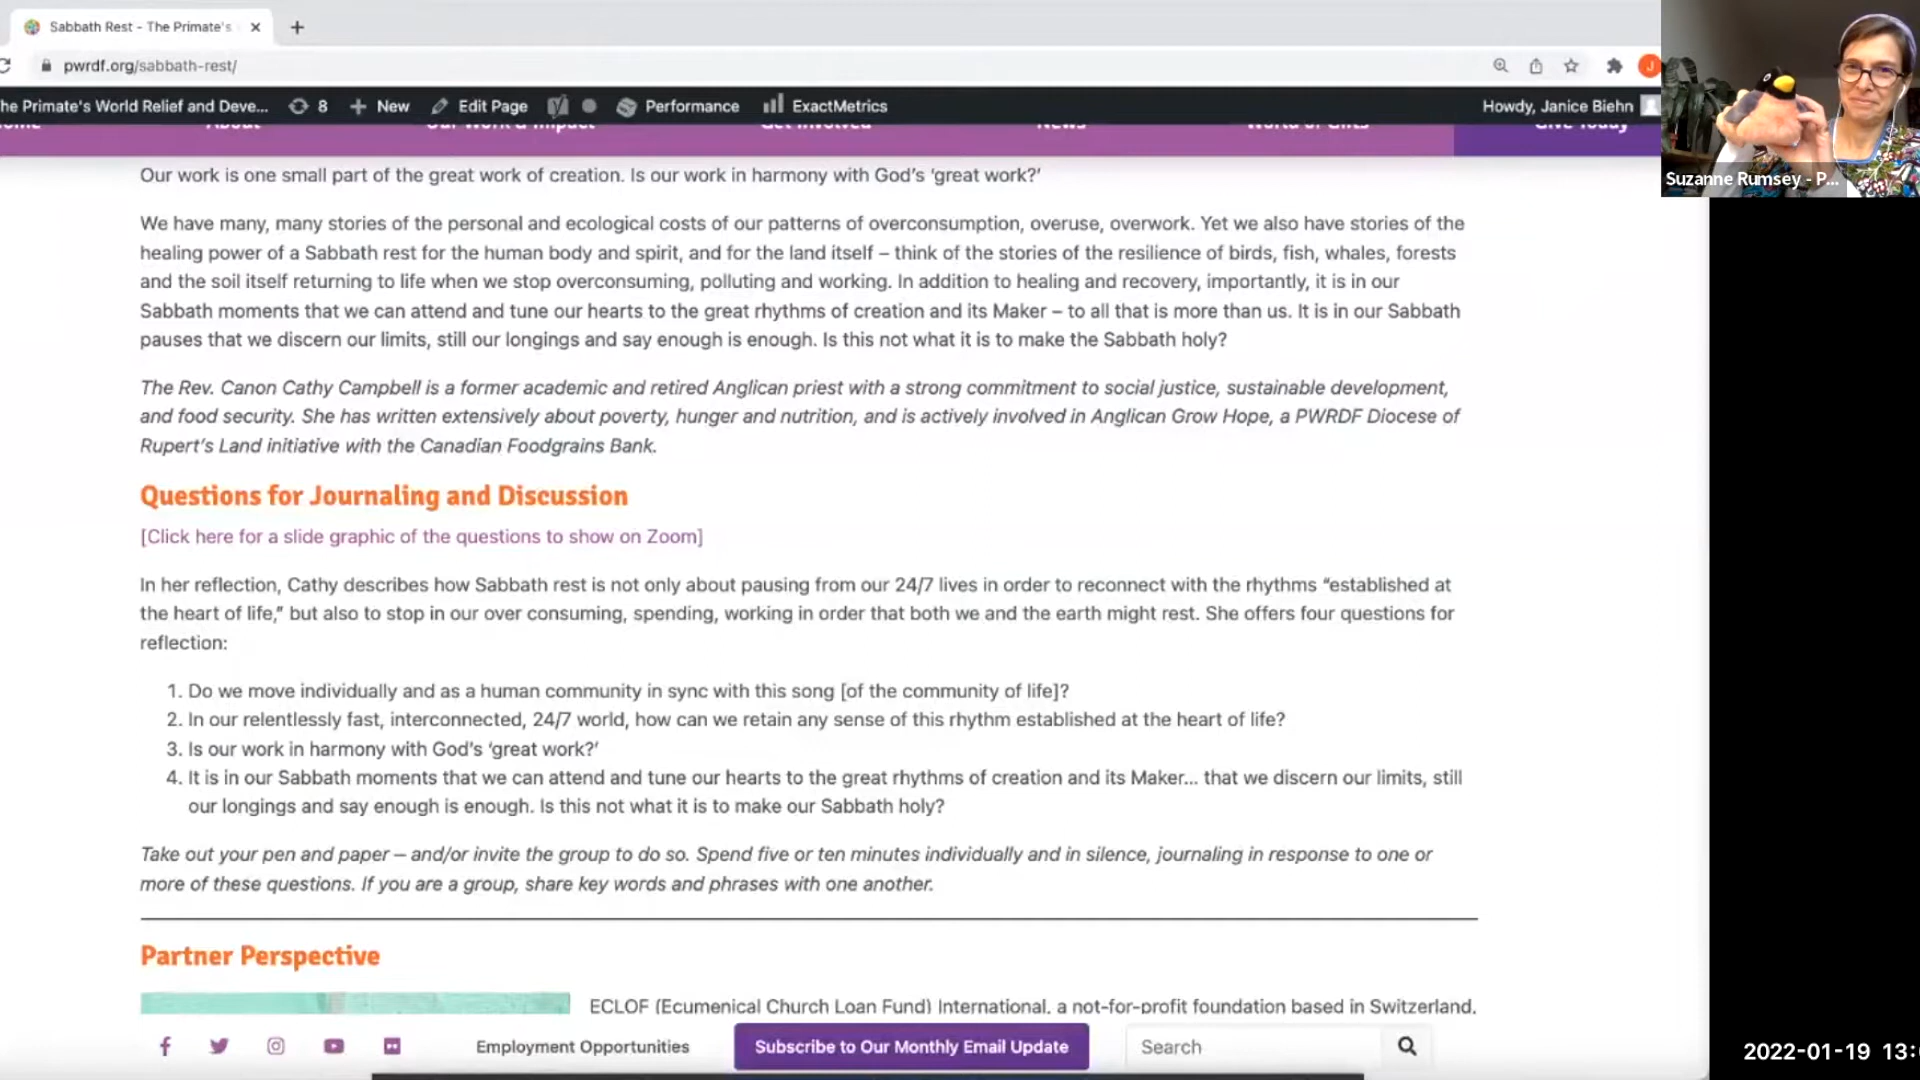 Sabbath Rest - The Primate's
pwrdf.org/sabbath-rest/
he Primate's World Relief and Deve... 8 New Edit Page Performance ExactMetrics Howdy, Janice Biehn
About Our Work & Impact Get Involved News World of Gifts Give Today
Suzanne Rumsey - P...
Our work is one small part of the great work of creation. Is our work in harmony with God's 'great work?'
We have many, many stories of the personal and ecological costs of our patterns of overconsumption, overuse, overwork. Yet we also have stories of the
healing power of a Sabbath rest for the human body and spirit, and for the land itself – think of the stories of the resilience of birds, fish, whales, forests
and the soil itself returning to life when we stop overconsuming, polluting and working. In addition to healing and recovery, importantly, it is in our
Sabbath moments that we can attend and tune our hearts to the great rhythms of creation and its Maker – to all that is more than us. It is in our Sabbath
pauses that we discern our limits, still our longings and say enough is enough. Is this not what it is to make the Sabbath holy?
The Rev. Canon Cathy Campbell is a former academic and retired Anglican priest with a strong commitment to social justice, sustainable development,
and food security. She has written extensively about poverty, hunger and nutrition, and is actively involved in Anglican Grow Hope, a PWRDF Diocese of
Rupert's Land initiative with the Canadian Foodgrains Bank.
Questions for Journaling and Discussion
[Click here for a slide graphic of the questions to show on Zoom]
In her reflection, Cathy describes how Sabbath rest is not only about pausing from our 24/7 lives in order to reconnect with the rhythms “established at
the heart of life,” but also to stop in our over consuming, spending, working in order that both we and the earth might rest. She offers four questions for
reflection:
1. Do we move individually and as a human community in sync with this song [of the community of life]?
2. In our relentlessly fast, interconnected, 24/7 world, how can we retain any sense of this rhythm established at the heart of life?
3. Is our work in harmony with God's 'great work?'
4. It is in our Sabbath moments that we can attend and tune our hearts to the great rhythms of creation and its Maker... that we discern our limits, still
our longings and say enough is enough. Is this not what it is to make our Sabbath holy?
Take out your pen and paper – and/or invite the group to do so. Spend five or ten minutes individually and in silence, journaling in response to one or
more of these questions. If you are a group, share key words and phrases with one another.
Partner Perspective
ECLOF (Ecumenical Church Loan Fund) International, a not-for-profit foundation based in Switzerland,
Employment Opportunities Subscribe to Our Monthly Email Update Search
2022-01-19 13: